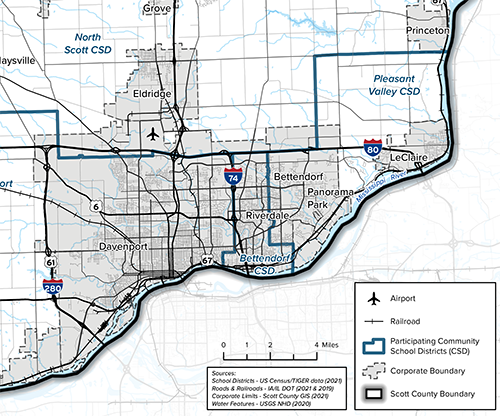 Grove
Princeton
61
North
Scott CSD
aysville
Pleasant
Valley CSD
Eldridge
80
LeClaire
74
Bettendorf
Mississippi River
Panorama
Park
ort
6
Riverdale
Davenport
61
67
Bettendorf
CSD
280
0 1 2 4 Miles
Airport
Railroad
Participating Community
School Districts (CSD)
Corporate Boundary
Scott County Boundary
Sources:
School Districts - US Census/TIGER data (2021)
Roads & Railroads - IA/IL DOT (2021 & 2019)
Corporate Limits - Scott County GIS (2021)
Water Features - USGS NHD (2020)